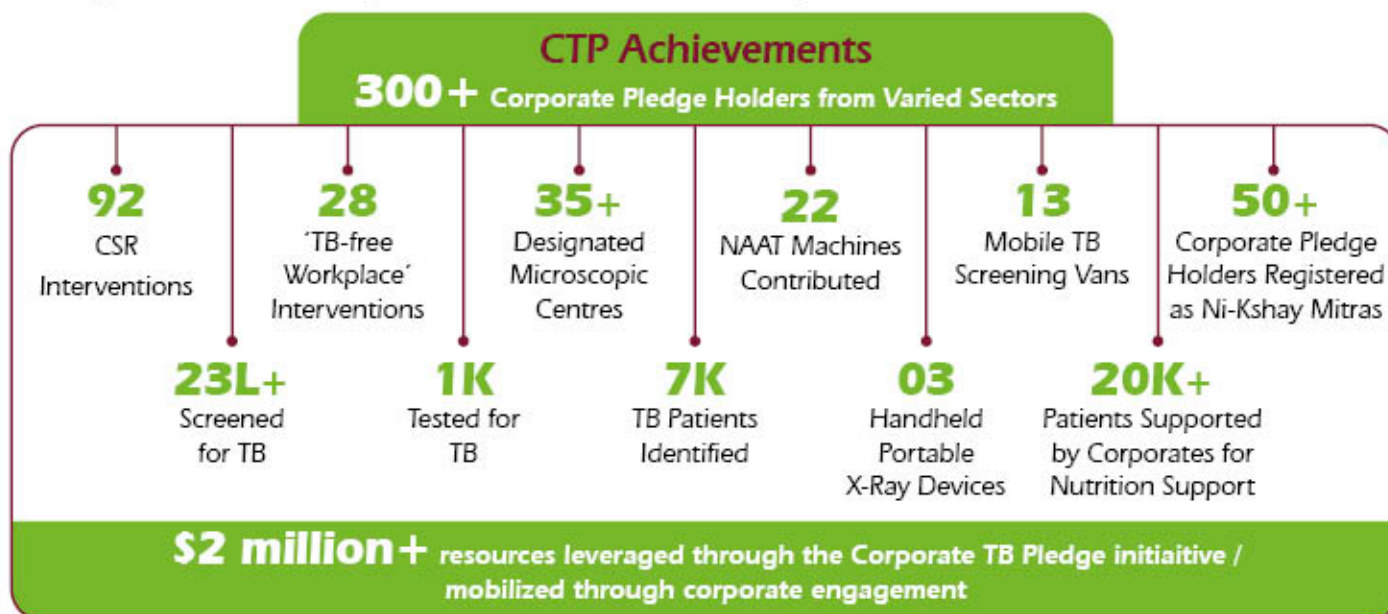 CTP Achievements
300+ Corporate Pledge Holders from Varied Sectors
92
CSR
Interventions
28
‘TB-free
Workplace’
Interventions
35+
Designated
Microscopic
Centres
22
NAAT Machines
Contributed
13
Mobile TB
Screening Vans
50+
Corporate Pledge
Holders Registered
as Ni-Kshay Mitras
23L+
Screened
for TB
1K
Tested for
TB
7K
TB Patients
Identified
03
Handheld
Portable
X-Ray Devices
20K+
Patients Supported
by Corporates for
Nutrition Support
$2 million+ resources leveraged through the Corporate TB Pledge initiaitive /
mobilized through corporate engagement